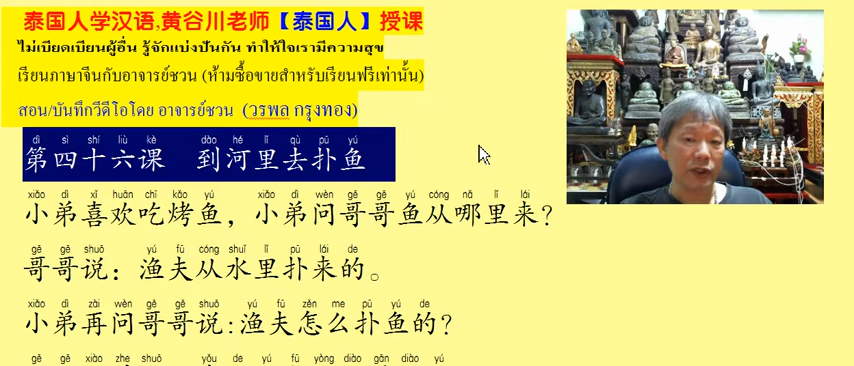 泰国人学汉语,黄谷川老师【泰国人】授课
ไม่เบียดเบียนผู้อื่น รู้จักแบ่งปันกัน ทำให้ใจเรามีความสุข
เรียนภาษาจีนกับอาจารย์ชวน (ห้ามซื้อขายสำหรับเรียนฟรีเท่านั้น)
สอน/บันทึกวีดีโอโดย อาจารย์ชวน (วรพล กรุงทอง)
dì sì shí liù kè dào hé lǐ qù pū yú
第四十六课 到河里去扑鱼
xiǎo dì xǐ huān chī kǎo yú xiǎo dì wèn gē gē yú cóng nǎ lǐ lái
小弟喜欢吃烤鱼，小弟问哥哥鱼从哪里来?
gē gē shuō yú fū cóng shuǐ lǐ pū lái de
哥哥说：渔夫从水里扑来的。
xiǎo dì zài wèn gē gē shuō yú fū zěn me pū yú de
小弟再问哥哥说:渔夫怎么扑鱼的?
gē gē xiào zhe shuō yǒu de yú fū yòng diào gān diào yú